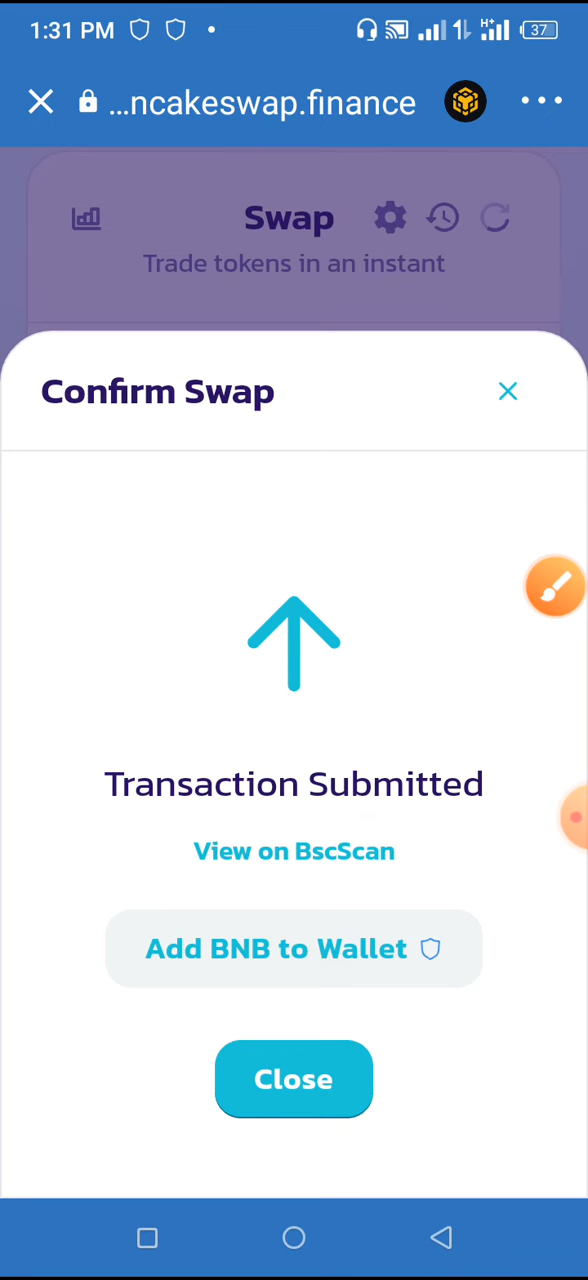 1:31 PM
H+
37
...ncakeswap.finance
Swap
Trade tokens in an instant
Confirm Swap
Transaction Submitted
View on BscScan
Add BNB to Wallet
Close